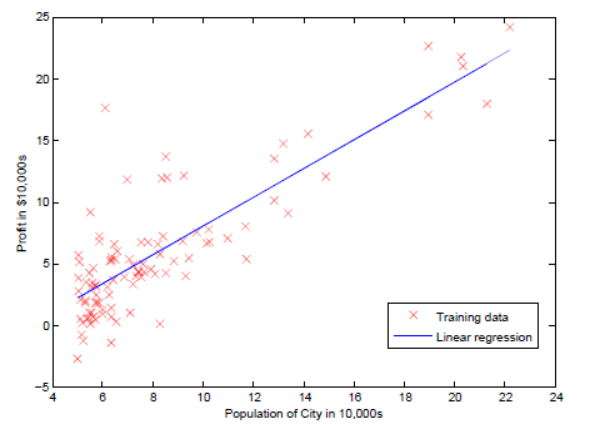 25
20
15
10
5
0
−5
Profit in $10,000s
4 6 8 10 12 14 16 18 20 22 24
Population of City in 10,000s
Training data
Linear regression